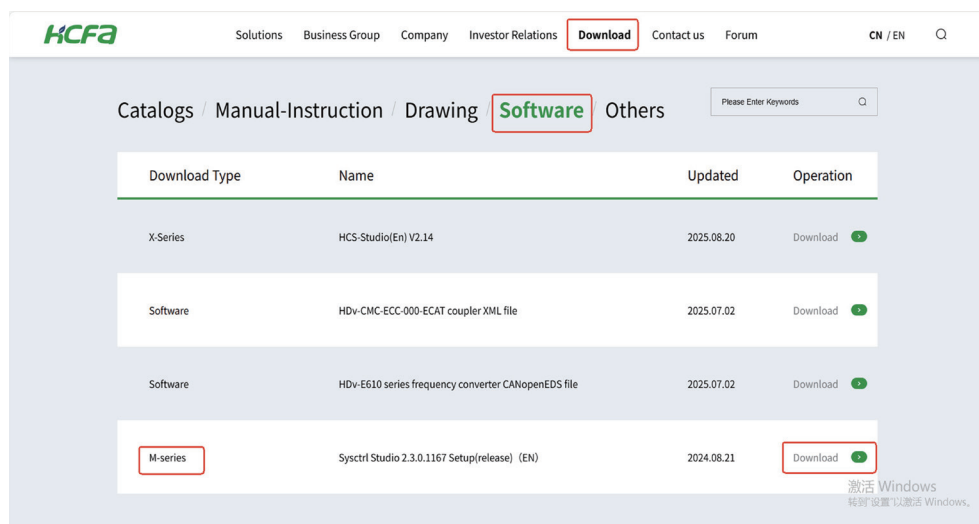 HCFA Solutions Business Group Company Investor Relations Download Contact us Forum CN / EN
Catalogs / Manual-Instruction / Drawing / Software / Others Please Enter Keywords
Download Type Name Updated Operation
X-Series HCS-Studio(En) V2.14 2025.08.20 Download
Software HDv-CMC-ECC-000-ECAT coupler XML file 2025.07.02 Download
Software HDv-E610 series frequency converter CANopenEDS file 2025.07.02 Download
M-series Sysctrl Studio 2.3.0.1167 Setup(release)（EN） 2024.08.21 Download
激活 Windows
转到"设置"以激活 Windows。